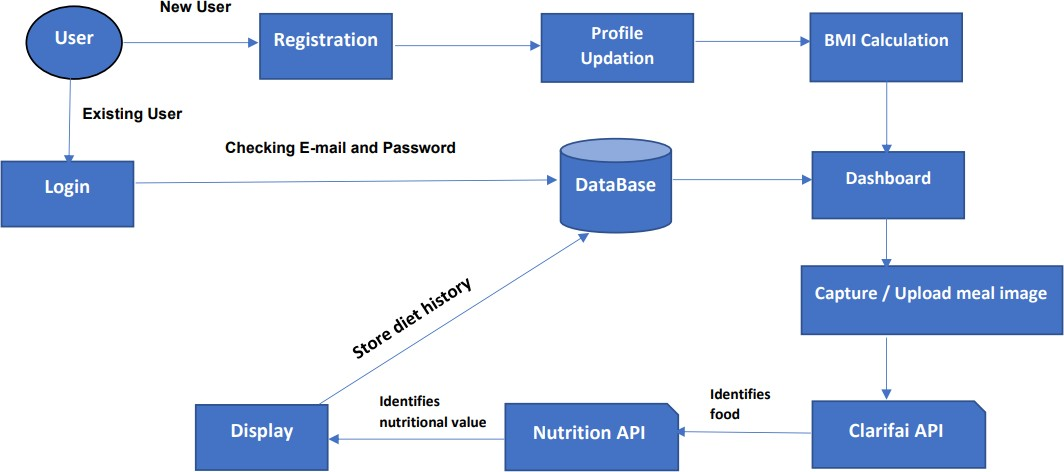 New User
User
Registration
Profile
Updation
BMI Calculation
Existing User
Checking E-mail and Password
Login
DataBase
Dashboard
Capture / Upload meal image
Store diet history
Identifies
nutritional value
Identifies
food
Display
Nutrition API
Clarifai API